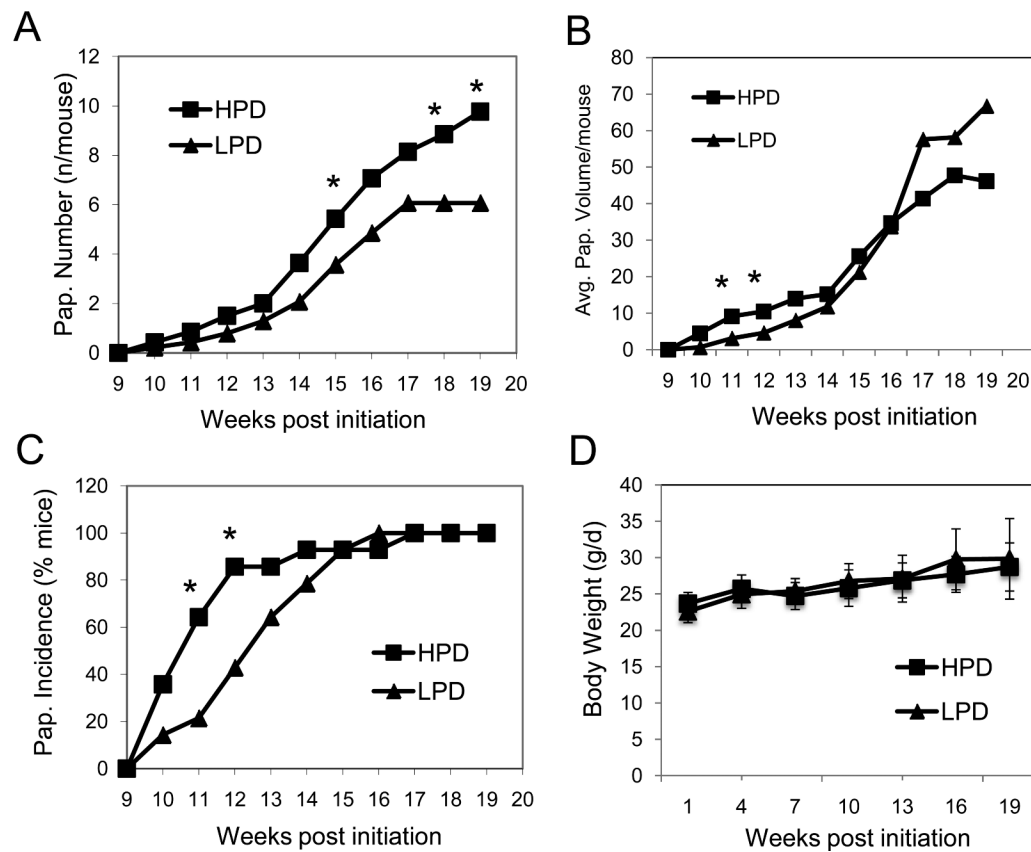 A
Pap. Number (n/mouse)
12
10
8
6
4
2
0
HPD
LPD
*
*
*
9 10 11 12 13 14 15 16 17 18 19 20
Weeks post initiation
B
Avg. Pap. Volume/mouse
80
70
60
50
40
30
20
10
0
HPD
LPD
* *
9 10 11 12 13 14 15 16 17 18 19 20
Weeks post initiation
C
Pap. Incidence (% mice)
120
100
80
60
40
20
0
*
*
HPD
LPD
9 10 11 12 13 14 15 16 17 18 19 20
Weeks post initiation
D
Body Weight (g/d)
40
35
30
25
20
15
10
5
0
HPD
LPD
1 4 7 10 13 16 19
Weeks post initiation